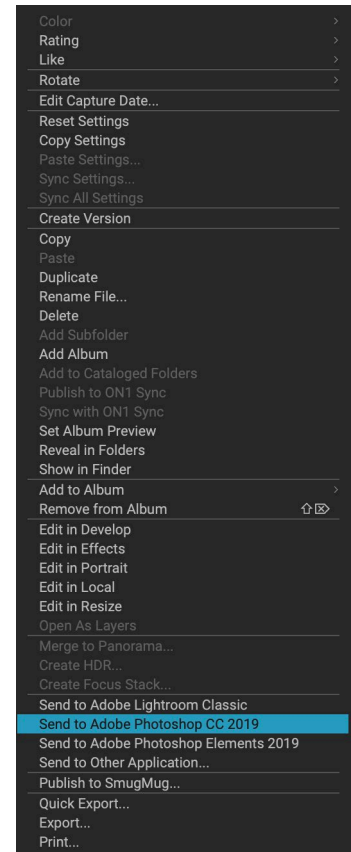 Color
Rating
Like
Rotate
Edit Capture Date...
Reset Settings
Copy Settings
Paste Settings...
Sync Settings...
Sync All Settings
Create Version
Copy
Paste
Duplicate
Rename File...
Delete
Add Subfolder
Add Album
Add to Cataloged Folders
Publish to ON1 Sync
Sync with ON1 Sync
Set Album Preview
Reveal in Folders
Show in Finder
Add to Album
Remove from Album ⇧⌦
Edit in Develop
Edit in Effects
Edit in Portrait
Edit in Local
Edit in Resize
Open As Layers
Merge to Panorama...
Create HDR...
Create Focus Stack...
Send to Adobe Lightroom Classic
Send to Adobe Photoshop CC 2019
Send to Adobe Photoshop Elements 2019
Send to Other Application...
Publish to SmugMug...
Quick Export...
Export...
Print...